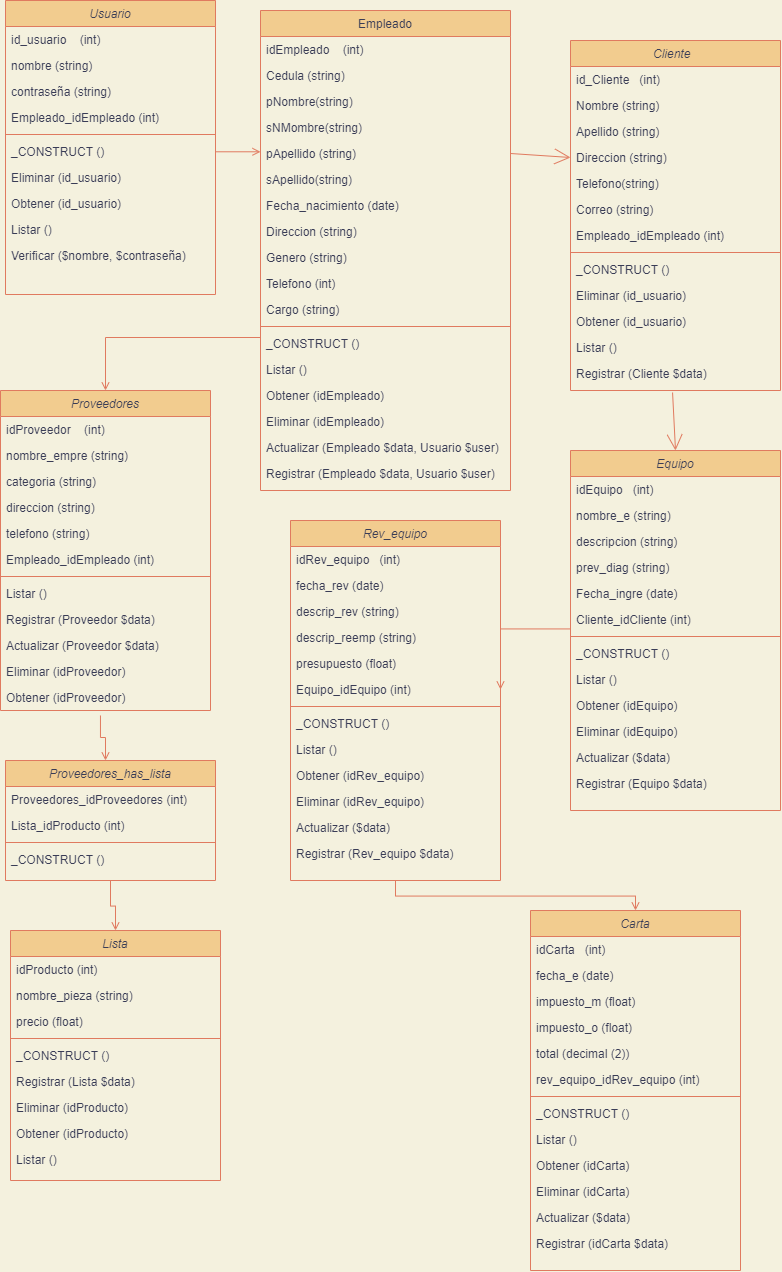 Usuario
id_usuario (int)
nombre (string)
contraseña (string)
Empleado_idEmpleado (int)
_CONSTRUCT ()
Eliminar (id_usuario)
Obtener (id_usuario)
Listar ()
Verificar ($nombre, $contraseña)
Empleado
idEmpleado (int)
Cedula (string)
pNombre(string)
sNMombre(string)
pApellido (string)
sApellido(string)
Fecha_nacimiento (date)
Direccion (string)
Genero (string)
Telefono (int)
Cargo (string)
_CONSTRUCT ()
Listar ()
Obtener (idEmpleado)
Eliminar (idEmpleado)
Actualizar (Empleado $data, Usuario $user)
Registrar (Empleado $data, Usuario $user)
Cliente
id_Cliente (int)
Nombre (string)
Apellido (string)
Direccion (string)
Telefono(string)
Correo (string)
Empleado_idEmpleado (int)
_CONSTRUCT ()
Eliminar (id_usuario)
Obtener (id_usuario)
Listar ()
Registrar (Cliente $data)
Proveedores
idProveedor (int)
nombre_empre (string)
categoria (string)
direccion (string)
telefono (string)
Empleado_idEmpleado (int)
Listar ()
Registrar (Proveedor $data)
Actualizar (Proveedor $data)
Eliminar (idProveedor)
Obtener (idProveedor)
Rev_equipo
idRev_equipo (int)
fecha_rev (date)
descrip_rev (string)
descrip_reemp (string)
presupuesto (float)
Equipo_idEquipo (int)
_CONSTRUCT ()
Listar ()
Obtener (idRev_equipo)
Eliminar (idRev_equipo)
Actualizar ($data)
Registrar (Rev_equipo $data)
Equipo
idEquipo (int)
nombre_e (string)
descripcion (string)
prev_diag (string)
Fecha_ingre (date)
Cliente_idCliente (int)
_CONSTRUCT ()
Listar ()
Obtener (idEquipo)
Eliminar (idEquipo)
Actualizar ($data)
Registrar (Equipo $data)
Proveedores_has_lista
Proveedores_idProveedores (int)
Lista_idProducto (int)
_CONSTRUCT ()
Lista
idProducto (int)
nombre_pieza (string)
precio (float)
_CONSTRUCT ()
Registrar (Lista $data)
Eliminar (idProducto)
Obtener (idProducto)
Listar ()
Carta
idCarta (int)
fecha_e (date)
impuesto_m (float)
impuesto_o (float)
total (decimal (2))
rev_equipo_idRev_equipo (int)
_CONSTRUCT ()
Listar ()
Obtener (idCarta)
Eliminar (idCarta)
Actualizar ($data)
Registrar (idCarta $data)